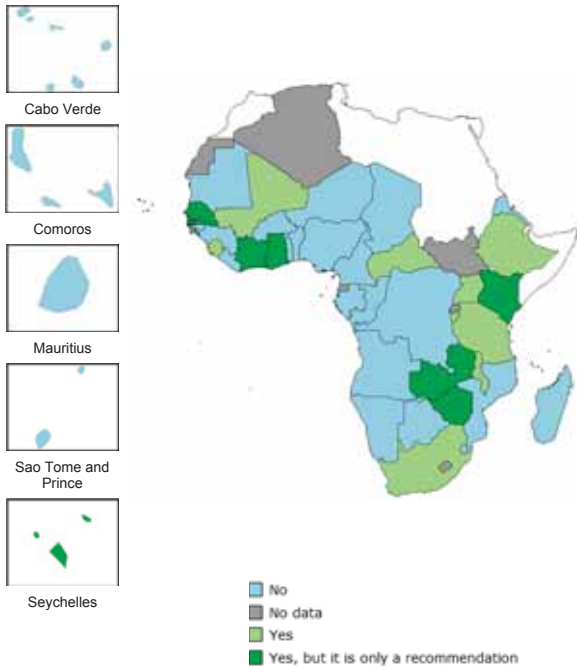 Cabo Verde
Comoros
Mauritius
Sao Tome and
Prince
Seychelles
No
No data
Yes
Yes, but it is only a recommendation